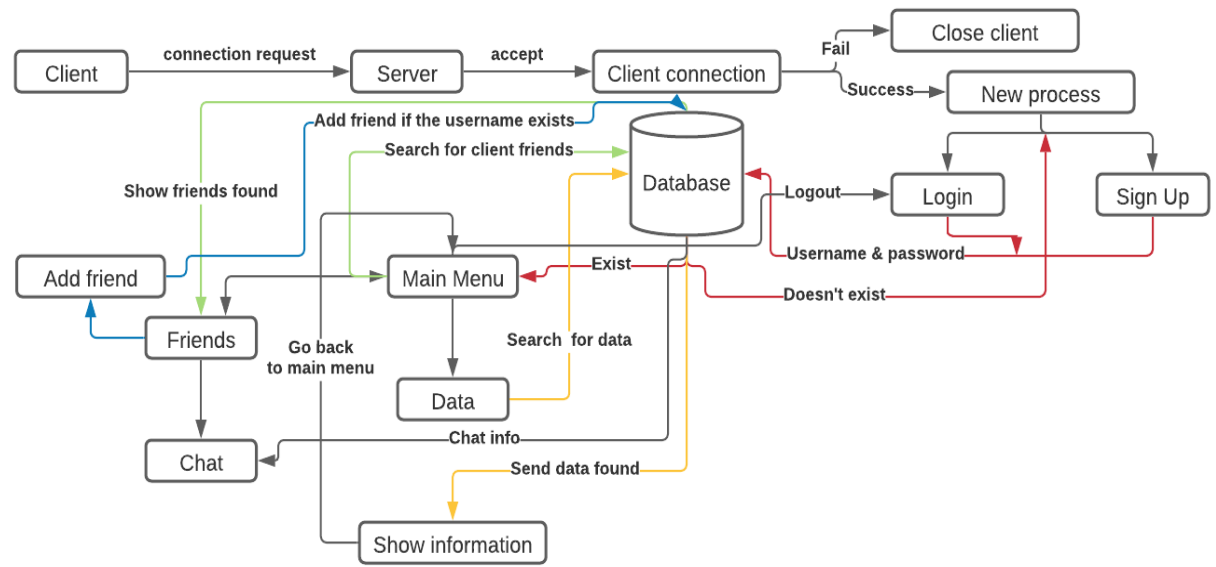 Close client
connection request
accept
Fail
Client
Server
Client connection
Success
New process
Add friend if the username exists
Search for client friends
Show friends found
Database
Logout
Login
Sign Up
Username & password
Exist
Add friend
Main Menu
Doesn't exist
Friends
Go back
to main menu
Search for data
Data
Chat info
Chat
Send data found
Show information